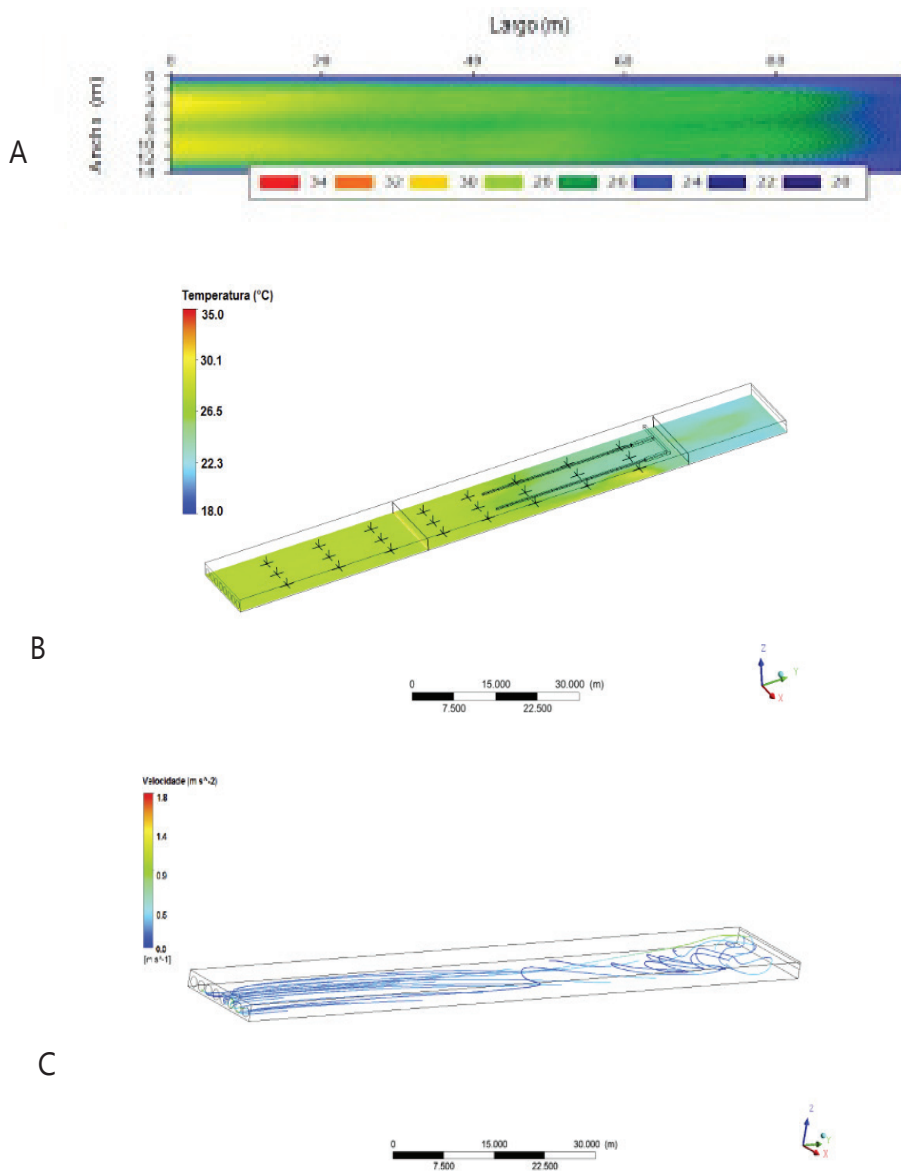 Largo (m)
0 20 40 60 80
Ancho (m)
A
34 32 30 28 26 24 22 20
Temperatura (°C)
35.0
30.1
26.5
22.3
18.0
B
0 15.000 30.000 (m)
7.500 22.500
Z
Y
X
Velocidade (m s^-2)
1.8
1.4
0.9
0.5
0.0
[m s^-1]
C
0 15.000 30.000 (m)
7.500 22.500
Z
Y
X